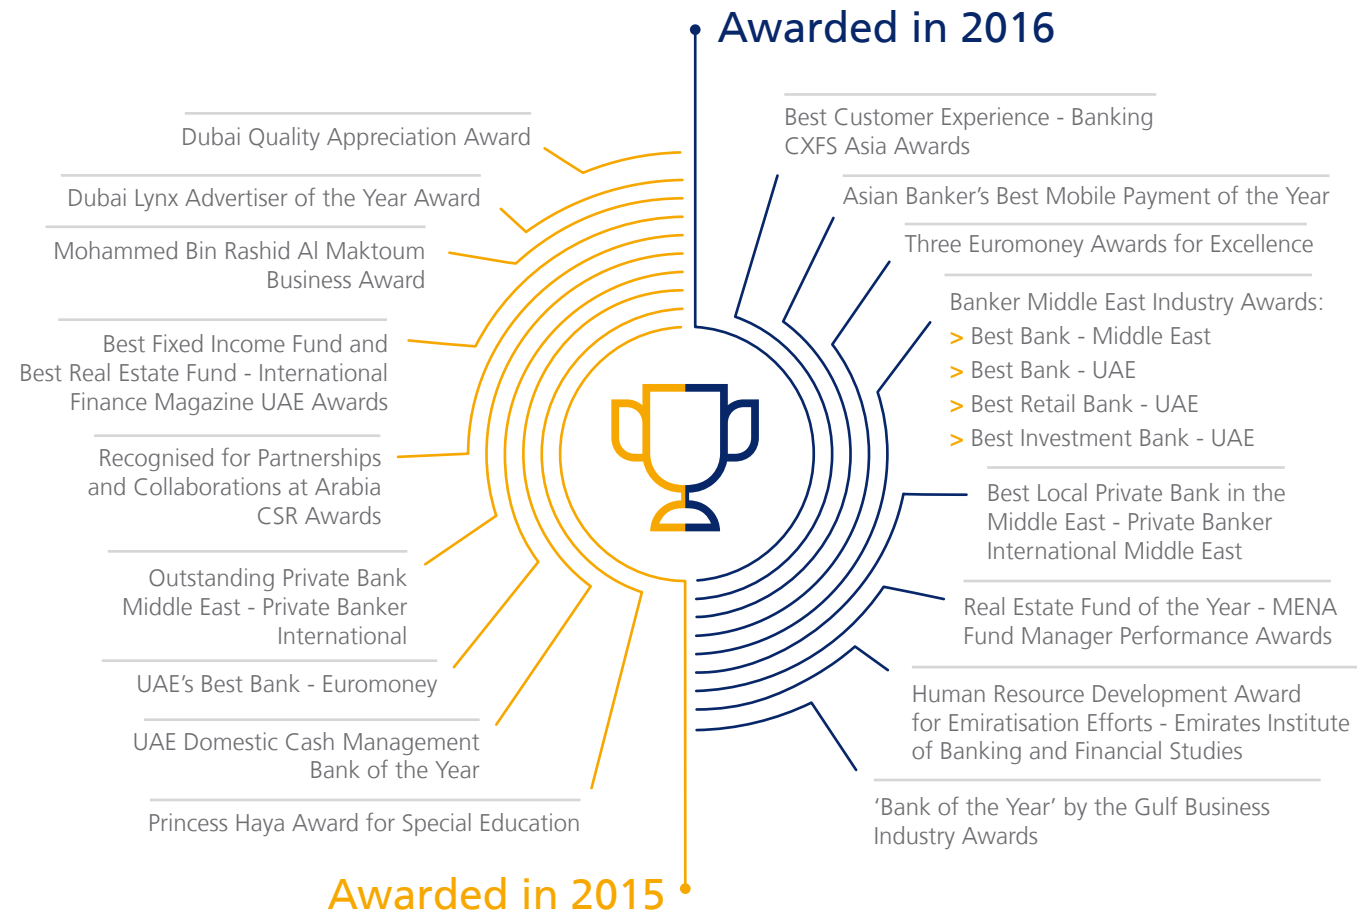 Awarded in 2016
Best Customer Experience - Banking
CXFS Asia Awards
Asian Banker’s Best Mobile Payment of the Year
Three Euromoney Awards for Excellence
Banker Middle East Industry Awards:
> Best Bank - Middle East
> Best Bank - UAE
> Best Retail Bank - UAE
> Best Investment Bank - UAE
Best Local Private Bank in the
Middle East - Private Banker
International Middle East
Real Estate Fund of the Year - MENA
Fund Manager Performance Awards
Human Resource Development Award
for Emiratisation Efforts - Emirates Institute
of Banking and Financial Studies
‘Bank of the Year’ by the Gulf Business
Industry Awards
Dubai Quality Appreciation Award
Dubai Lynx Advertiser of the Year Award
Mohammed Bin Rashid Al Maktoum
Business Award
Best Fixed Income Fund and
Best Real Estate Fund - International
Finance Magazine UAE Awards
Recognised for Partnerships
and Collaborations at Arabia
CSR Awards
Outstanding Private Bank
Middle East - Private Banker
International
UAE’s Best Bank - Euromoney
UAE Domestic Cash Management
Bank of the Year
Princess Haya Award for Special Education
Awarded in 2015